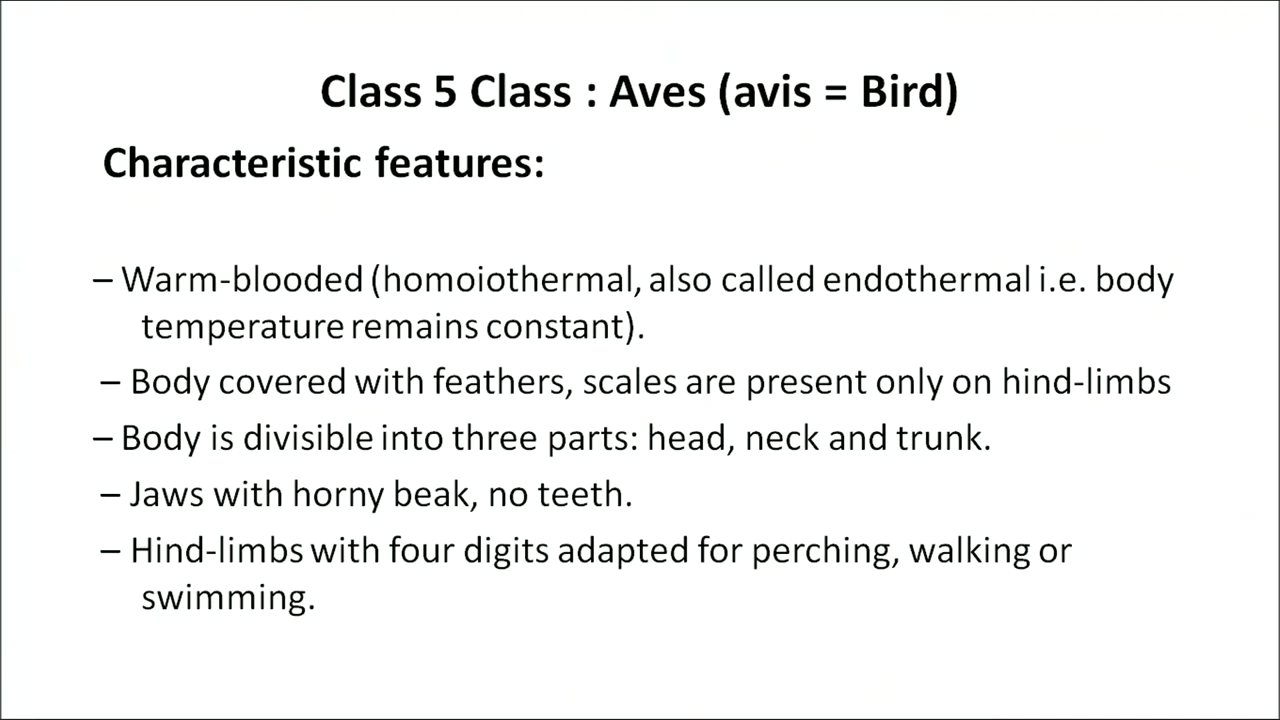 Class 5 Class : Aves (avis = Bird)
Characteristic features:
– Warm-blooded (homoiothermal, also called endothermal i.e. body
temperature remains constant).
– Body covered with feathers, scales are present only on hind-limbs
– Body is divisible into three parts: head, neck and trunk.
– Jaws with horny beak, no teeth.
– Hind-limbs with four digits adapted for perching, walking or
swimming.